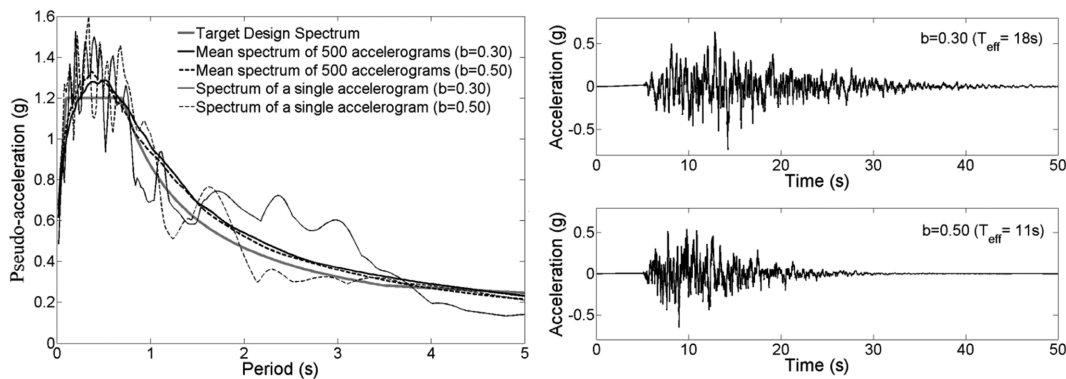 1.6
1.4
1.2
1.0
0.8
0.6
0.4
0.2
0
Pseudo-acceleration (g)
Target Design Spectrum
Mean spectrum of 500 accelerograms (b=0.30)
Mean spectrum of 500 accelerograms (b=0.50)
Spectrum of a single accelerogram (b=0.30)
Spectrum of a single accelerogram (b=0.50)
0 1 2 3 4 5
Period (s)
Acceleration (g)
0.5
0
-0.5
b=0.30 (Teff = 18s)
0 10 20 30 40 50
Time (s)
Acceleration (g)
0.5
0
-0.5
b=0.50 (Teff= 11s)
0 10 20 30 40 50
Time (s)